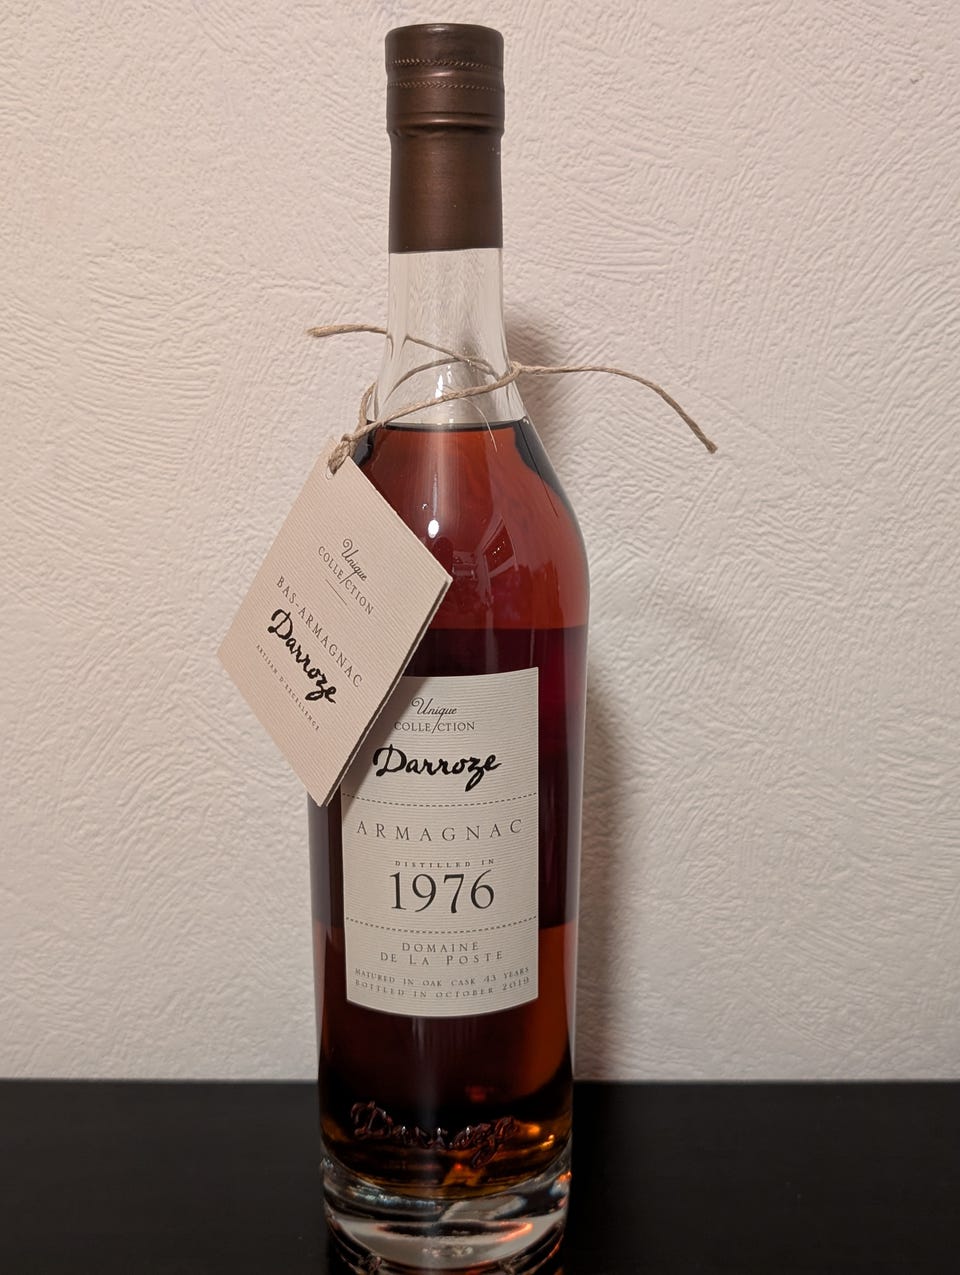 Unique
COLLECTION
BAS-ARMAGNAC
Darroze
ARTISAN D'EXCELLENCE
Unique
COLLECTION
Darroze
ARMAGNAC
DISTILLED IN
1976
DOMAINE
DE LA POSTE
MATURED IN OAK CASK 43 YEARS
BOTTLED IN OCTOBER 2019
Darroze